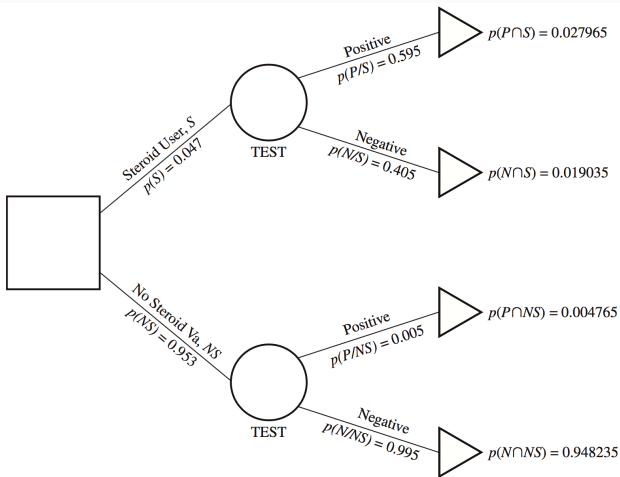 Positive
p(P/S) = 0.595
p(P∩S) = 0.027965
Steroid User, S
p(S) = 0.047
TEST
Negative
p(N/S) = 0.405
p(N∩S) = 0.019035
No Steroid Va, NS
p(NS) = 0.953
Positive
p(P/NS) = 0.005
p(P∩NS) = 0.004765
TEST
Negative
p(N/NS) = 0.995
p(N∩NS) = 0.948235